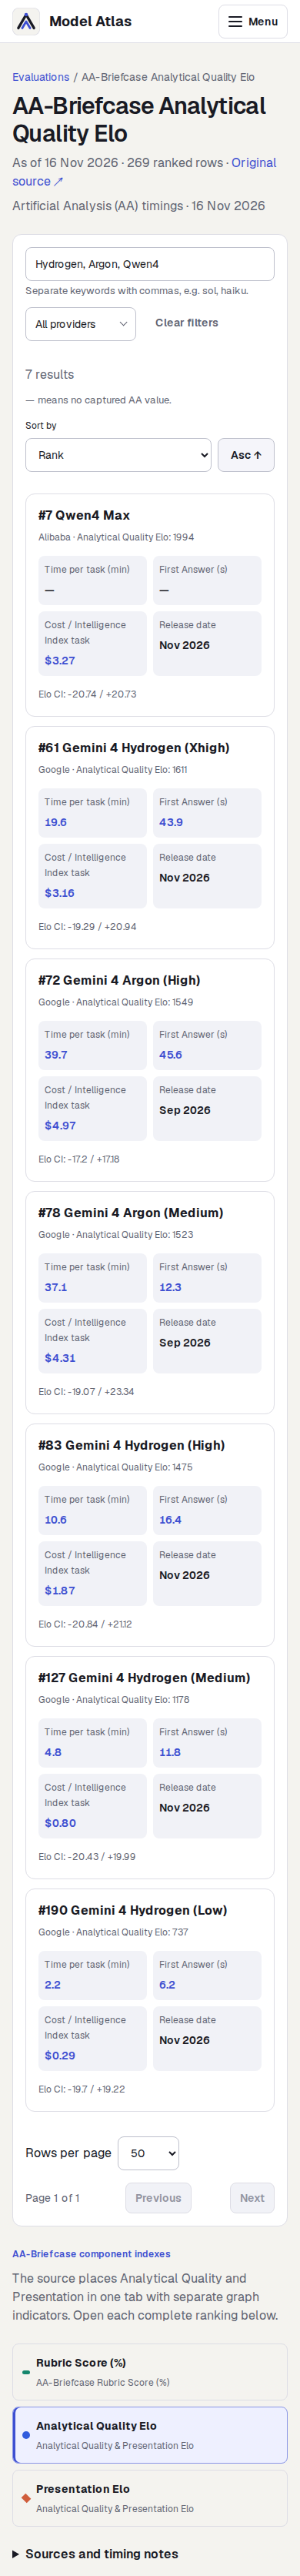 Model Atlas
Menu
Evaluations / AA-Briefcase Analytical Quality Elo
AA-Briefcase Analytical
Quality Elo
As of 16 Nov 2026 · 269 ranked rows · Original
source ↗
Artificial Analysis (AA) timings · 16 Nov 2026
Hydrogen, Argon, Qwen4
Separate keywords with commas, e.g. sol, haiku.
All providers
Clear filters
7 results
— means no captured AA value.
Sort by
Rank
Asc ↑
#7 Qwen4 Max
Alibaba · Analytical Quality Elo: 1994
Time per task (min)
—
First Answer (s)
—
Cost / Intelligence
Index task
$3.27
Release date
Nov 2026
Elo CI: -20.74 / +20.73
#61 Gemini 4 Hydrogen (Xhigh)
Google · Analytical Quality Elo: 1611
Time per task (min)
19.6
First Answer (s)
43.9
Cost / Intelligence
Index task
$3.16
Release date
Nov 2026
Elo CI: -19.29 / +20.94
#72 Gemini 4 Argon (High)
Google · Analytical Quality Elo: 1549
Time per task (min)
39.7
First Answer (s)
45.6
Cost / Intelligence
Index task
$4.97
Release date
Sep 2026
Elo CI: -17.2 / +17.18
#78 Gemini 4 Argon (Medium)
Google · Analytical Quality Elo: 1523
Time per task (min)
37.1
First Answer (s)
12.3
Cost / Intelligence
Index task
$4.31
Release date
Sep 2026
Elo CI: -19.07 / +23.34
#83 Gemini 4 Hydrogen (High)
Google · Analytical Quality Elo: 1475
Time per task (min)
10.6
First Answer (s)
16.4
Cost / Intelligence
Index task
$1.87
Release date
Nov 2026
Elo CI: -20.84 / +21.12
#127 Gemini 4 Hydrogen (Medium)
Google · Analytical Quality Elo: 1178
Time per task (min)
4.8
First Answer (s)
11.8
Cost / Intelligence
Index task
$0.80
Release date
Nov 2026
Elo CI: -20.43 / +19.99
#190 Gemini 4 Hydrogen (Low)
Google · Analytical Quality Elo: 737
Time per task (min)
2.2
First Answer (s)
6.2
Cost / Intelligence
Index task
$0.29
Release date
Nov 2026
Elo CI: -19.7 / +19.22
Rows per page
50
Page 1 of 1
Previous
Next
AA-Briefcase component indexes
The source places Analytical Quality and
Presentation in one tab with separate graph
indicators. Open each complete ranking below.
Rubric Score (%)
AA-Briefcase Rubric Score (%)
Analytical Quality Elo
Analytical Quality & Presentation Elo
Presentation Elo
Analytical Quality & Presentation Elo
Sources and timing notes